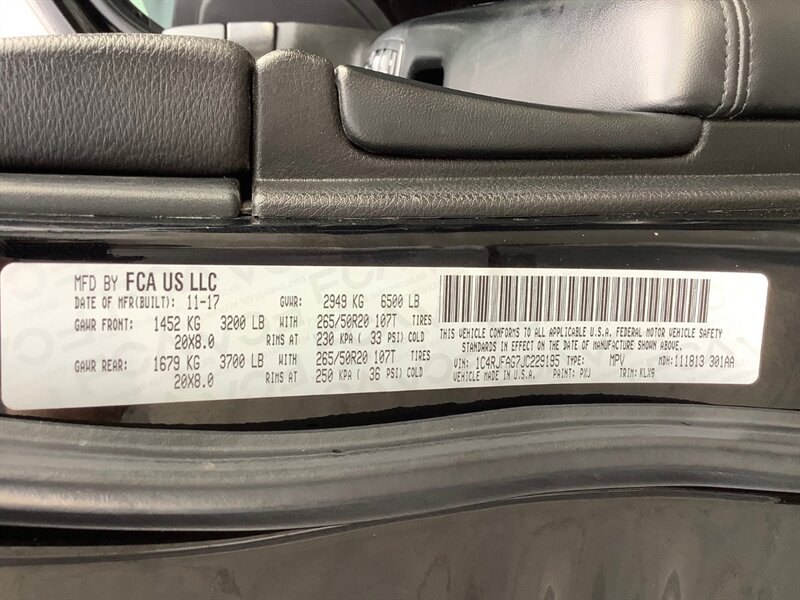 MFD BY FCA US LLC
DATE OF MFR(BUILT): 11-17 GVWR: 2949 KG 6500 LB
GAWR FRONT: 1452 KG 3200 LB WITH 265/50R20 107T TIRES
20X8.0 RIMS AT 230 KPA ( 33 PSI) COLD
GAWR REAR: 1679 KG 3700 LB WITH 265/50R20 107T TIRES
20X8.0 RIMS AT 250 KPA ( 36 PSI) COLD
THIS VEHICLE CONFORMS TO ALL APPLICABLE U.S.A. FEDERAL MOTOR VEHICLE SAFETY
STANDARDS IN EFFECT ON THE DATE OF MANUFACTURE SHOWN ABOVE.
VIN: 1C4RJFAG7JC229195 TYPE: MPV MDH:111813 301AA
VEHICLE MADE IN U.S.A. PAINT: PXJ TRIM:KLX9